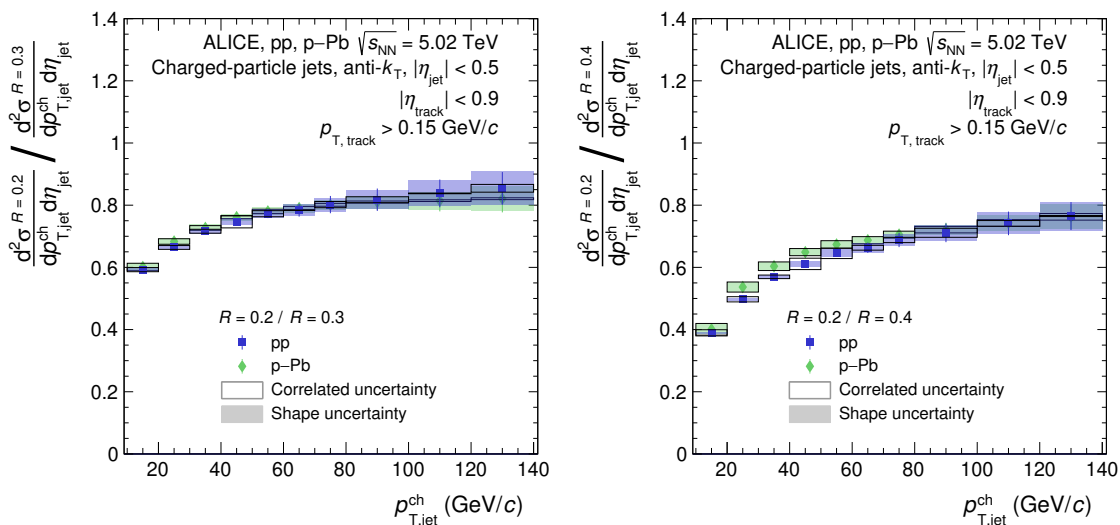 ALICE, pp, p–Pb √s_NN = 5.02 TeV
Charged-particle jets, anti-k_T, |η_jet| < 0.5
|η_track| < 0.9
p_T, track > 0.15 GeV/c
d²σ^{R = 0.2} / dp^ch_T,jet dη_jet / d²σ^{R = 0.3} / dp^ch_T,jet dη_jet
1.4
1.2
1
0.8
0.6
0.4
0.2
0
R = 0.2 / R = 0.3
pp
p–Pb
Correlated uncertainty
Shape uncertainty
20 40 60 80 100 120 140
p^ch_T,jet (GeV/c)
ALICE, pp, p–Pb √s_NN = 5.02 TeV
Charged-particle jets, anti-k_T, |η_jet| < 0.5
|η_track| < 0.9
p_T, track > 0.15 GeV/c
d²σ^{R = 0.2} / dp^ch_T,jet dη_jet / d²σ^{R = 0.4} / dp^ch_T,jet dη_jet
1.4
1.2
1
0.8
0.6
0.4
0.2
0
R = 0.2 / R = 0.4
pp
p–Pb
Correlated uncertainty
Shape uncertainty
20 40 60 80 100 120 140
p^ch_T,jet (GeV/c)